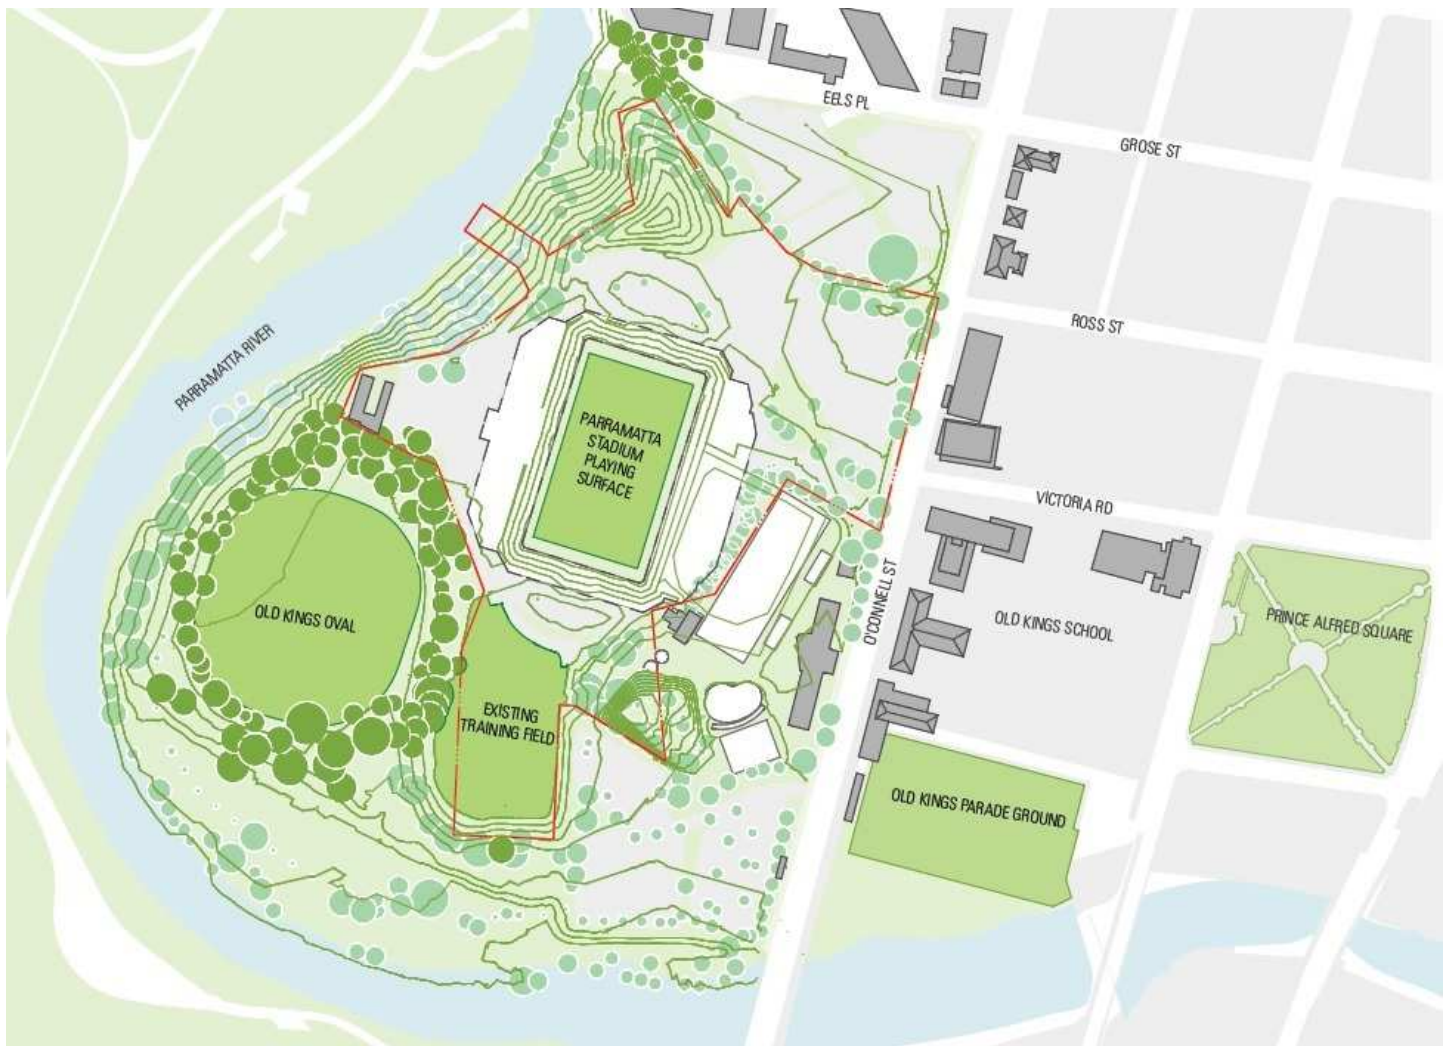 EELS PL
GROSE ST
ROSS ST
PARRAMATTA RIVER
PARRAMATTA
STADIUM
PLAYING
SURFACE
VICTORIA RD
O'CONNELL ST
OLD KINGS OVAL
OLD KINGS SCHOOL
PRINCE ALFRED SQUARE
EXISTING
TRAINING FIELD
OLD KINGS PARADE GROUND